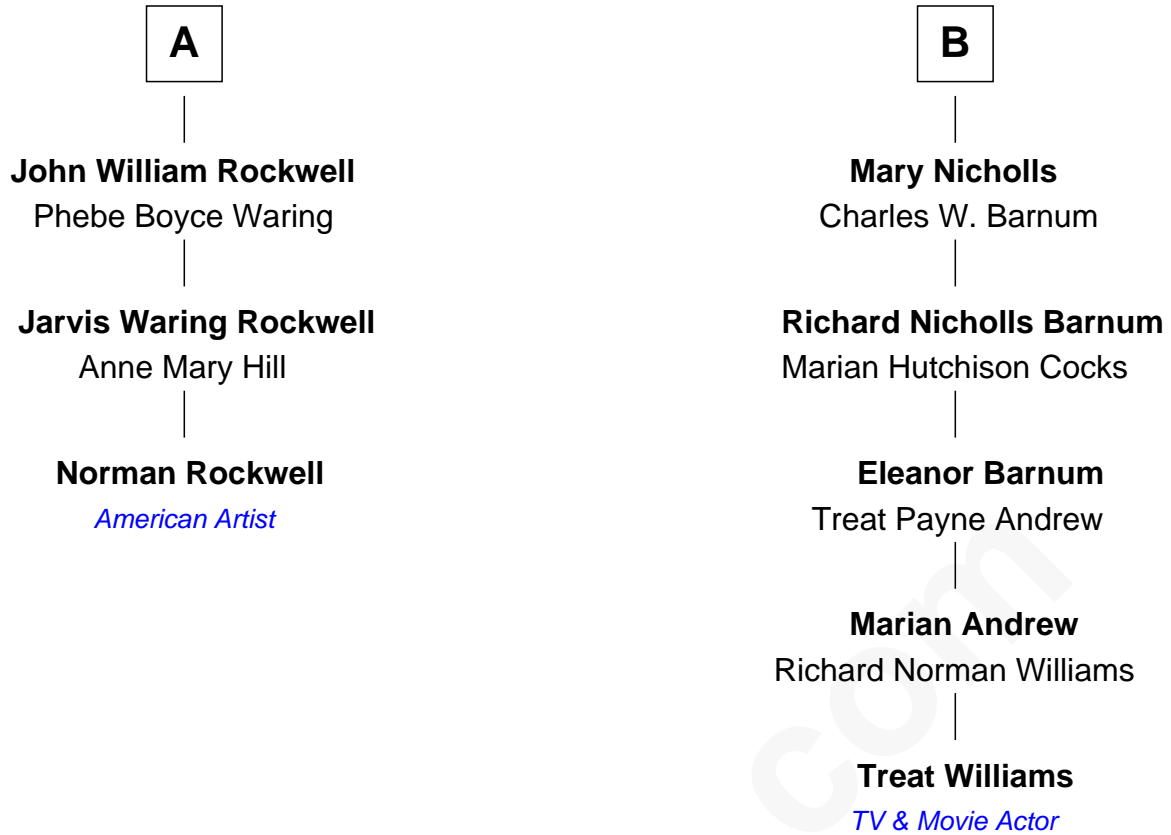 A
John William Rockwell
Phebe Boyce Waring
Jarvis Waring Rockwell
Anne Mary Hill
Norman Rockwell
American Artist
B
Mary Nicholls
Charles W. Barnum
Richard Nicholls Barnum
Marian Hutchison Cocks
Eleanor Barnum
Treat Payne Andrew
Marian Andrew
Richard Norman Williams
Treat Williams
TV & Movie Actor
com